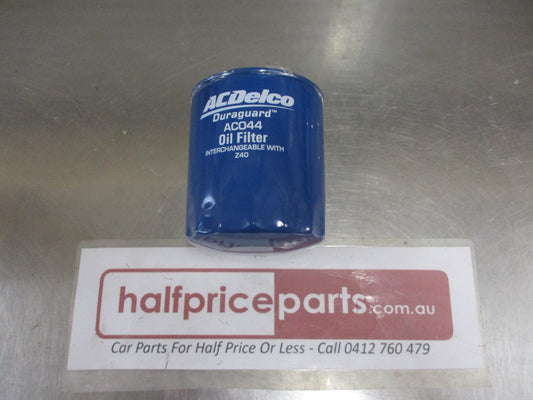 ACDelco
Duraguard™
AC044
Oil Filter
INTERCHANGEABLE WITH
Z40
halfpriceparts.com.au
Car Parts For Half Price Or Less - Call 0412 760 479